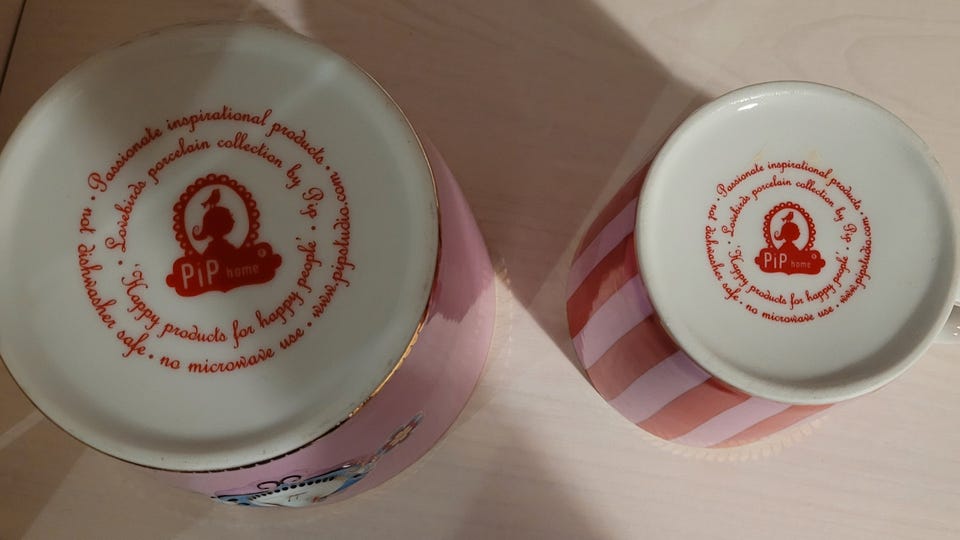 Passionate inspirational products • www.pipstudio.com • no microwave use • not dishwasher safe •
Lovebirds porcelain collection by Pip • 'Happy products for happy people' •
PiP home
Passionate inspirational products • www.pipstudio.com • no microwave use • not dishwasher safe •
Lovebirds porcelain collection by Pip • 'Happy products for happy people' •
PiP home